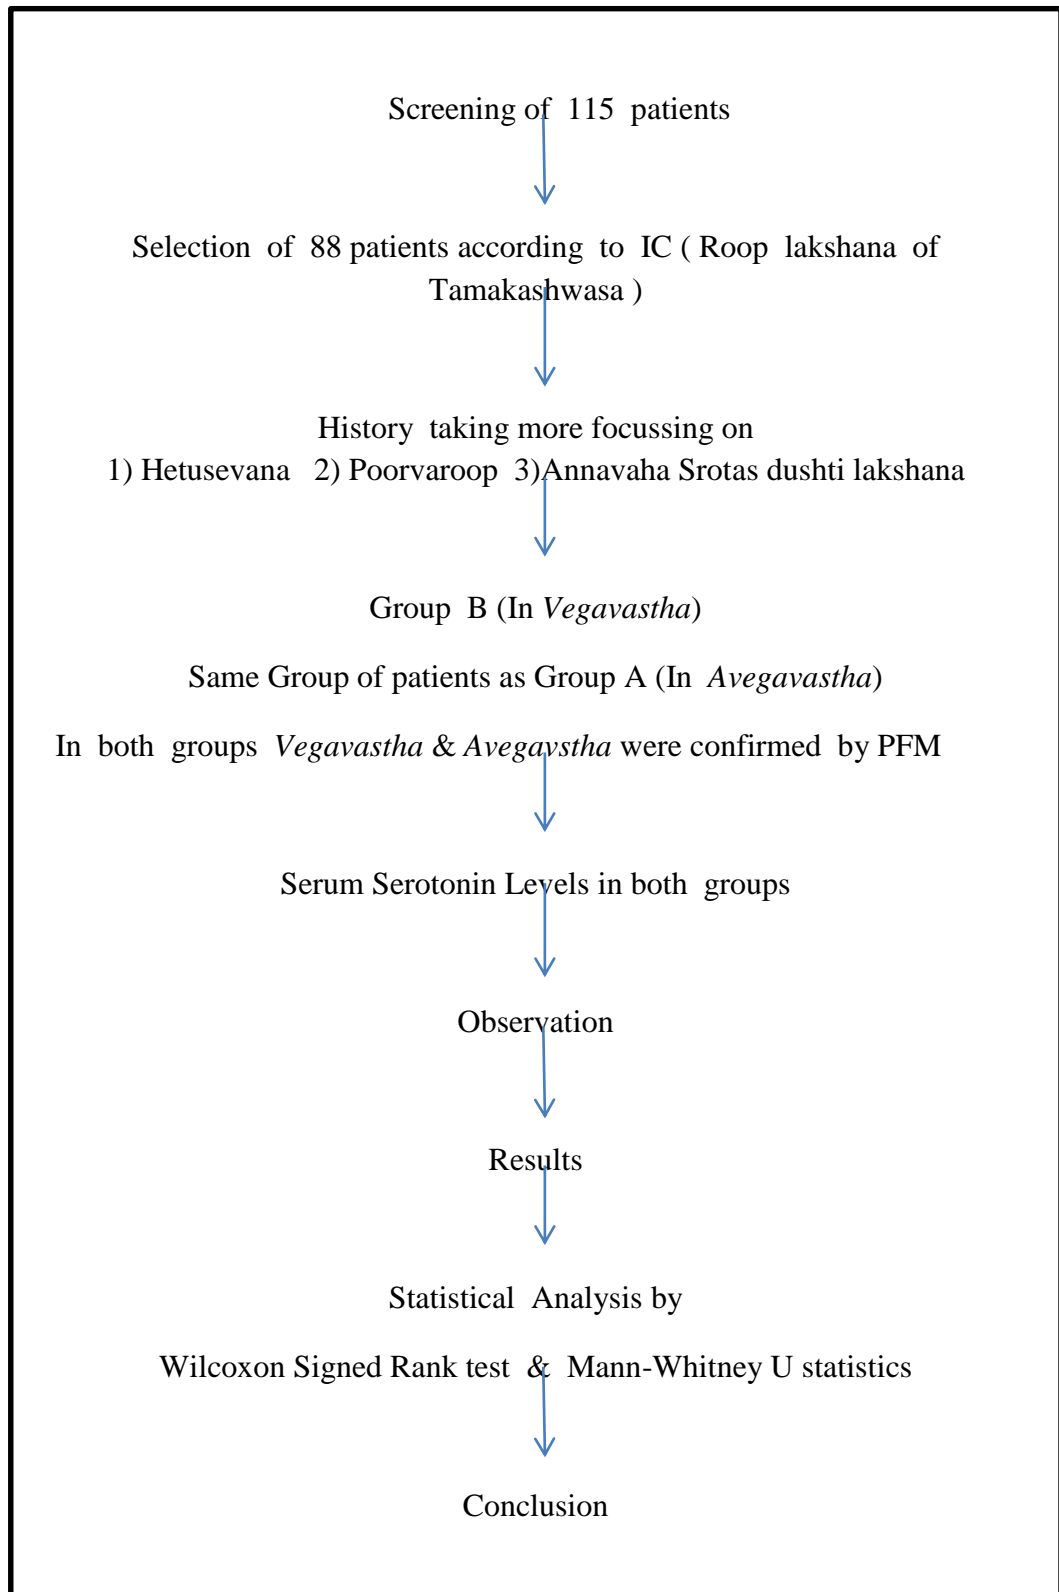 Screening of 115 patients
Selection of 88 patients according to IC ( Roop lakshana of
Tamakashwasa )
History taking more focussing on
1) Hetusevana 2) Poorvaroop 3)Annavaha Srotas dushti lakshana
Group B (In Vegavastha)
Same Group of patients as Group A (In Avegavastha)
In both groups Vegavastha & Avegavstha were confirmed by PFM
Serum Serotonin Levels in both groups
Observation
Results
Statistical Analysis by
Wilcoxon Signed Rank test & Mann-Whitney U statistics
Conclusion